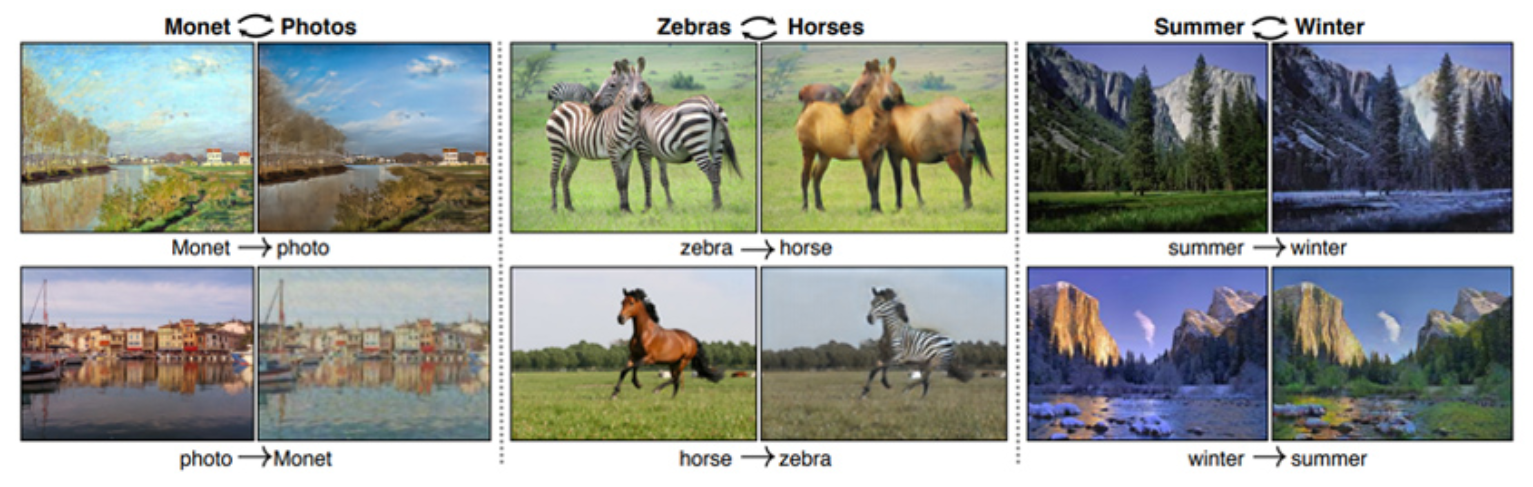 Monet Photos
Zebras Horses
Summer Winter
Monet → photo
zebra → horse
summer → winter
photo → Monet
horse → zebra
winter → summer